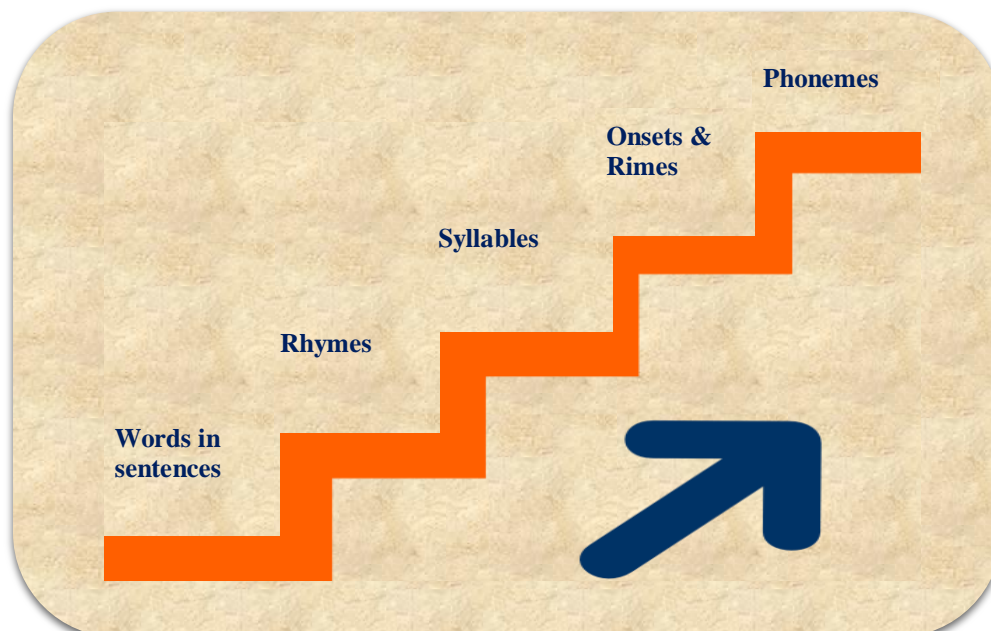 Phonemes
Onsets &
Rimes
Syllables
Rhymes
Words in
sentences